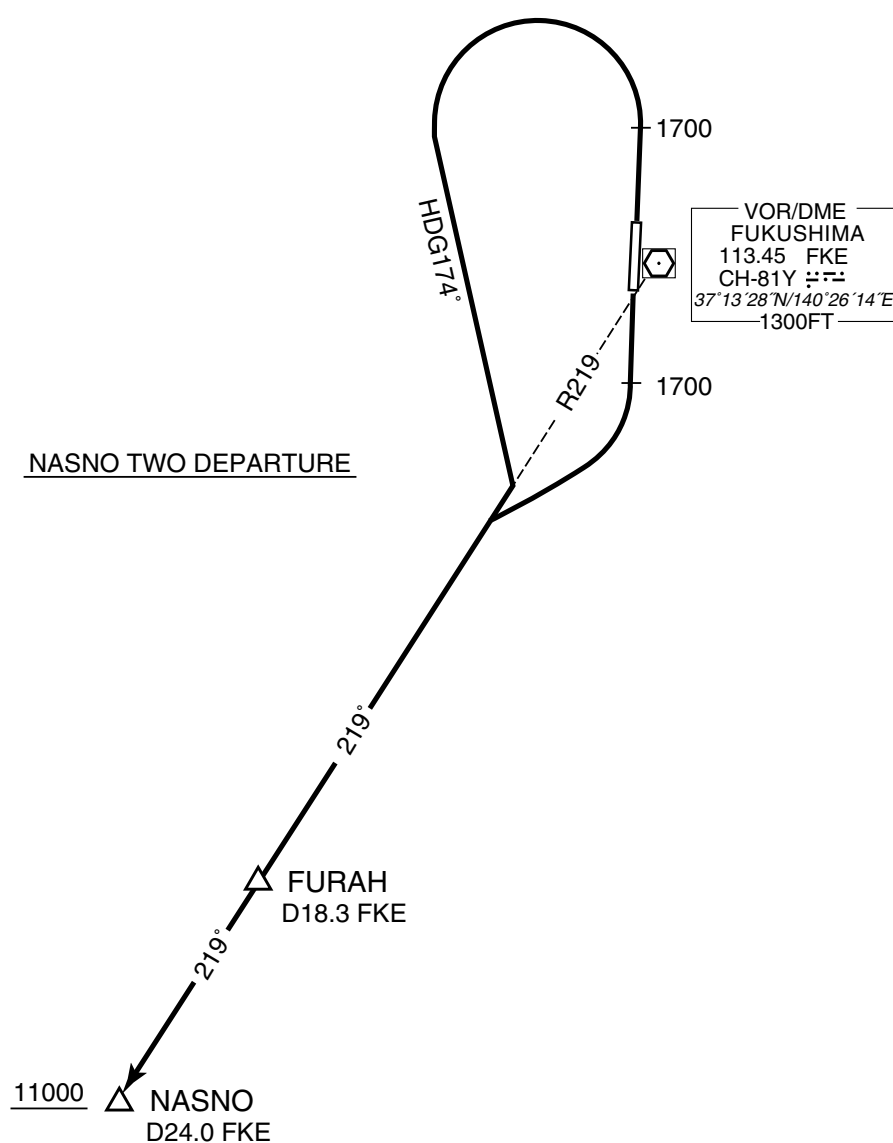 1700
HDG174°
VOR/DME
FUKUSHIMA
113.45 FKE
CH-81Y
37°13´28˝N/140°26´14˝E
1300FT
R219
1700
NASNO TWO DEPARTURE
219°
FURAH
D18.3 FKE
219°
11000
NASNO
D24.0 FKE